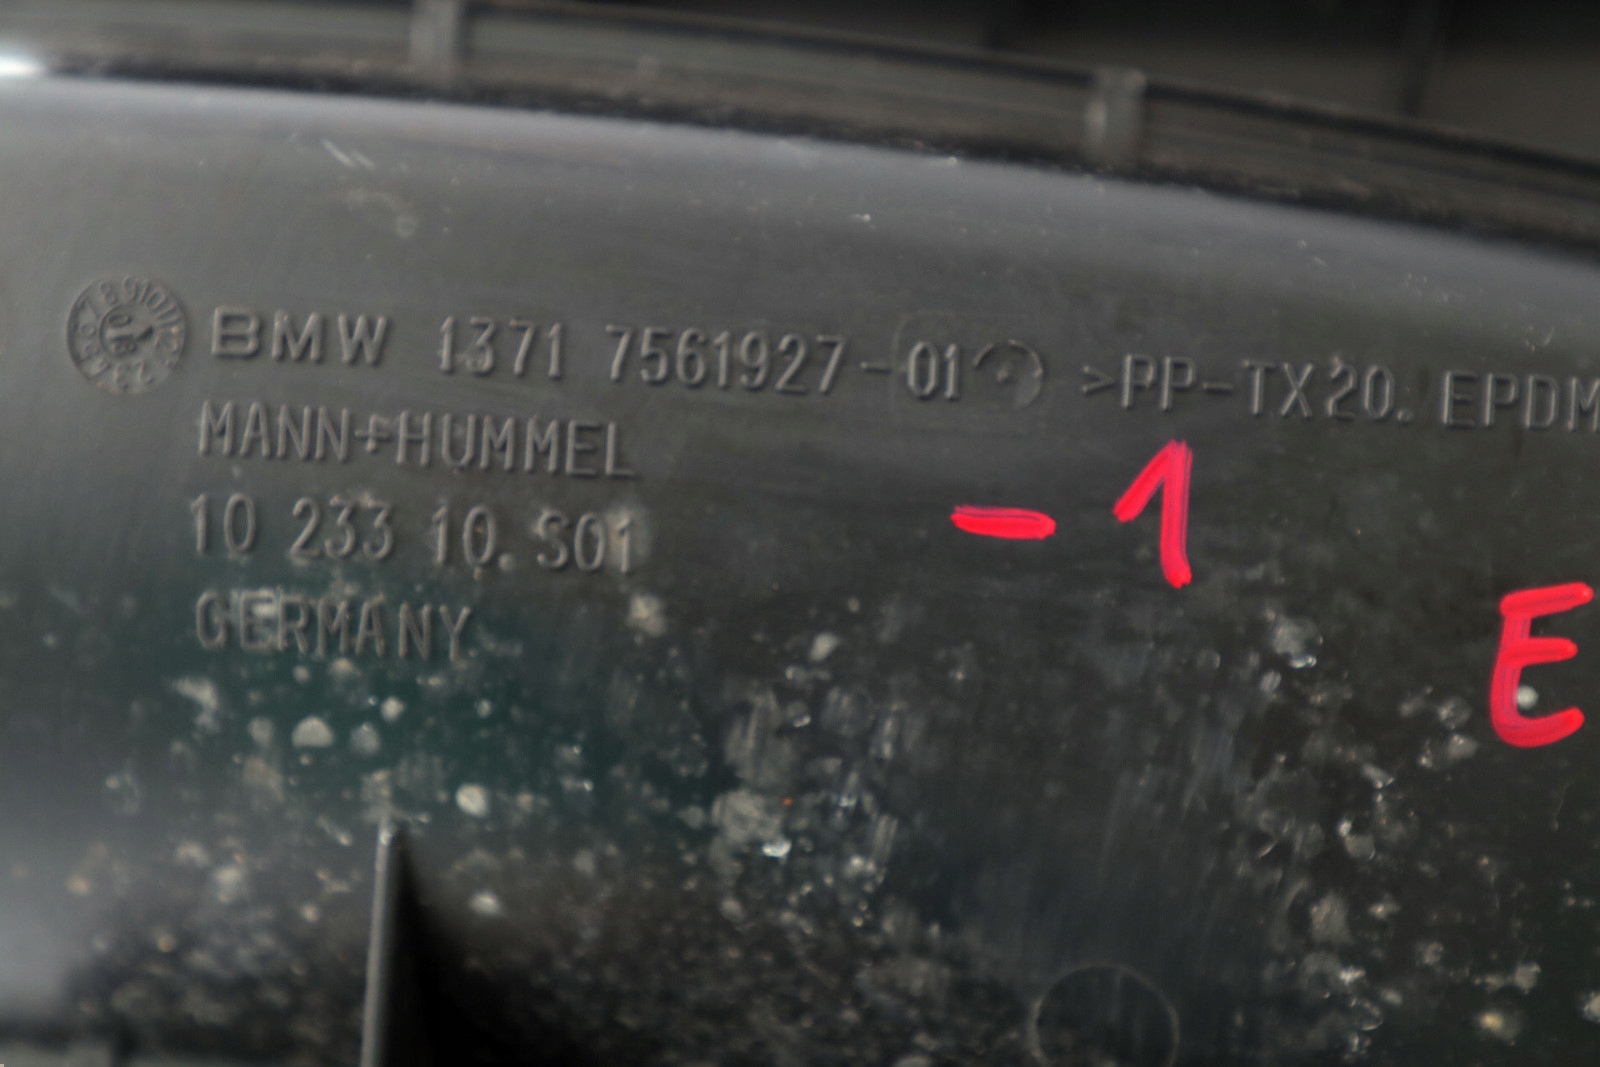 BMW 1371 7561927-01 >PP-TX20. EPDM
MANN+HUMMEL
10 233 10. S01
GERMANY
-1
E